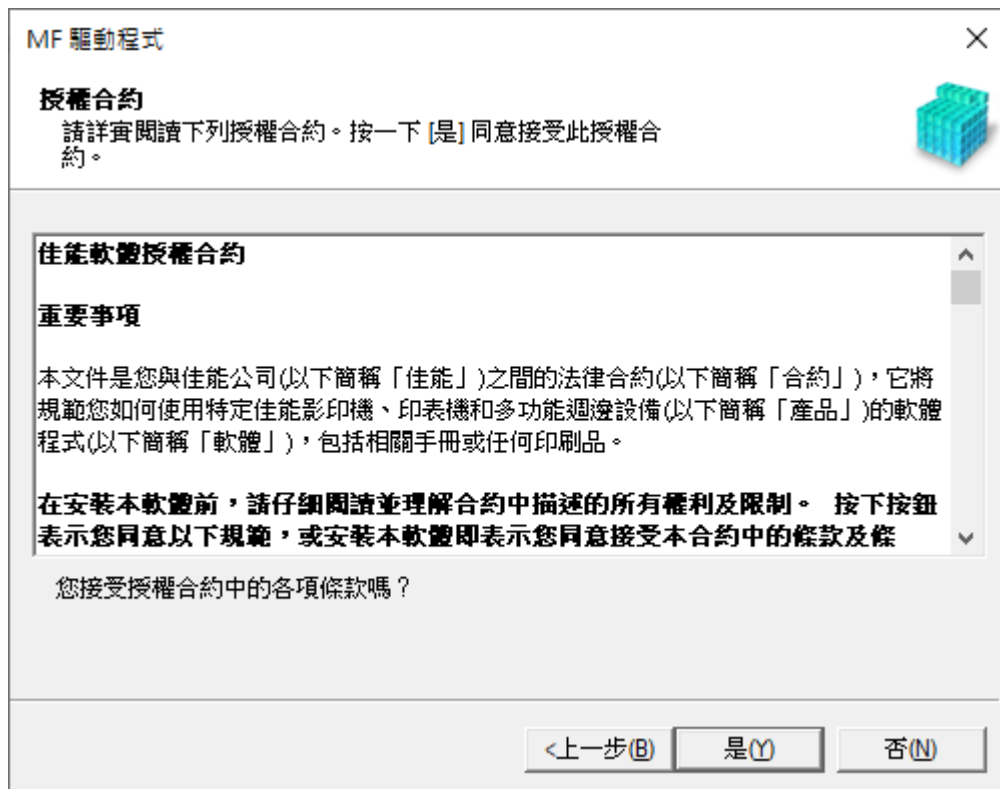 MF 驅動程式
授權合約
請詳實閱讀下列授權合約。按一下 [是] 同意接受此授權合
約。
佳能軟體授權合約
重要事項
本文件是您與佳能公司(以下簡稱「佳能」)之間的法律合約(以下簡稱「合約」)，它將
規範您如何使用特定佳能影印機、印表機和多功能週邊設備(以下簡稱「產品」)的軟體
程式(以下簡稱「軟體」)，包括相關手冊或任何印刷品。
在安裝本軟體前，請仔細閱讀並理解合約中描述的所有權利及限制。 按下按鈕
表示您同意以下規範，或安裝本軟體即表示您同意接受本合約中的條款及條
您接受授權合約中的各項條款嗎？
<上一步(B) 是(Y) 否(N)